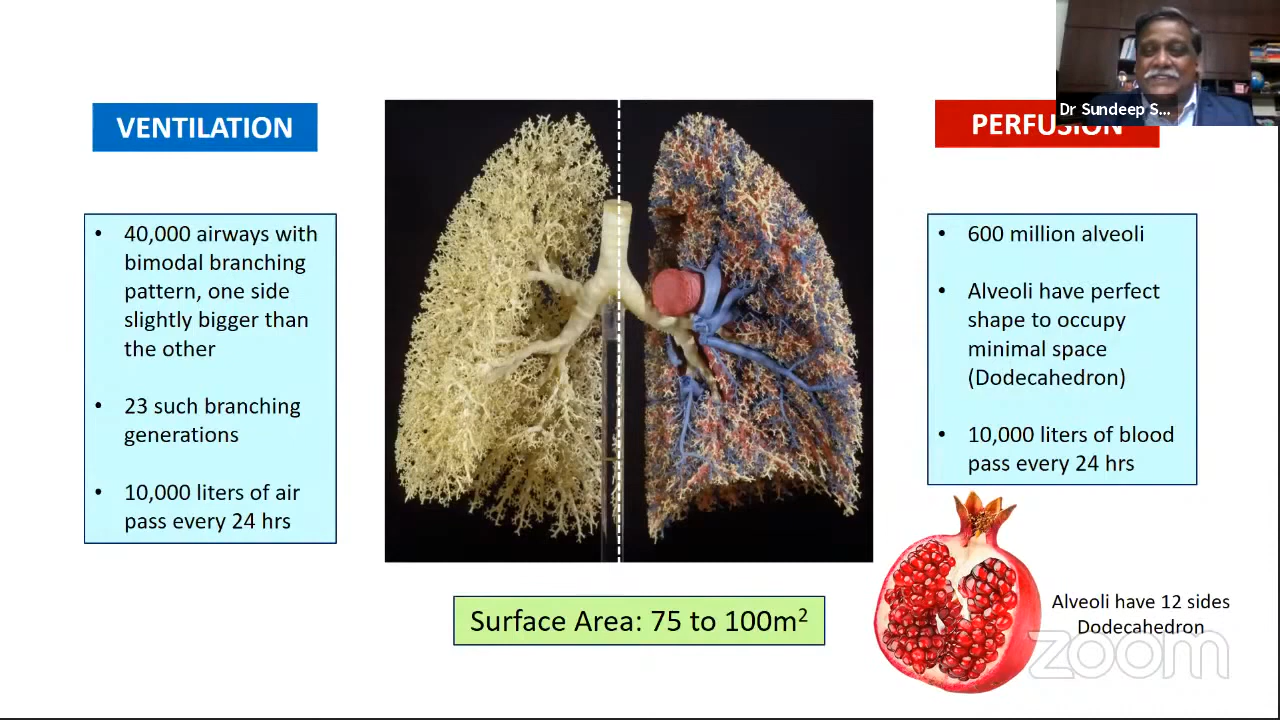 VENTILATION
• 40,000 airways with
bimodal branching
pattern, one side
slightly bigger than
the other
• 23 such branching
generations
• 10,000 liters of air
pass every 24 hrs
Surface Area: 75 to 100m²
Dr Sundeep S...
PERFUSION
• 600 million alveoli
• Alveoli have perfect
shape to occupy
minimal space
(Dodecahedron)
• 10,000 liters of blood
pass every 24 hrs
Alveoli have 12 sides
Dodecahedron
zoom